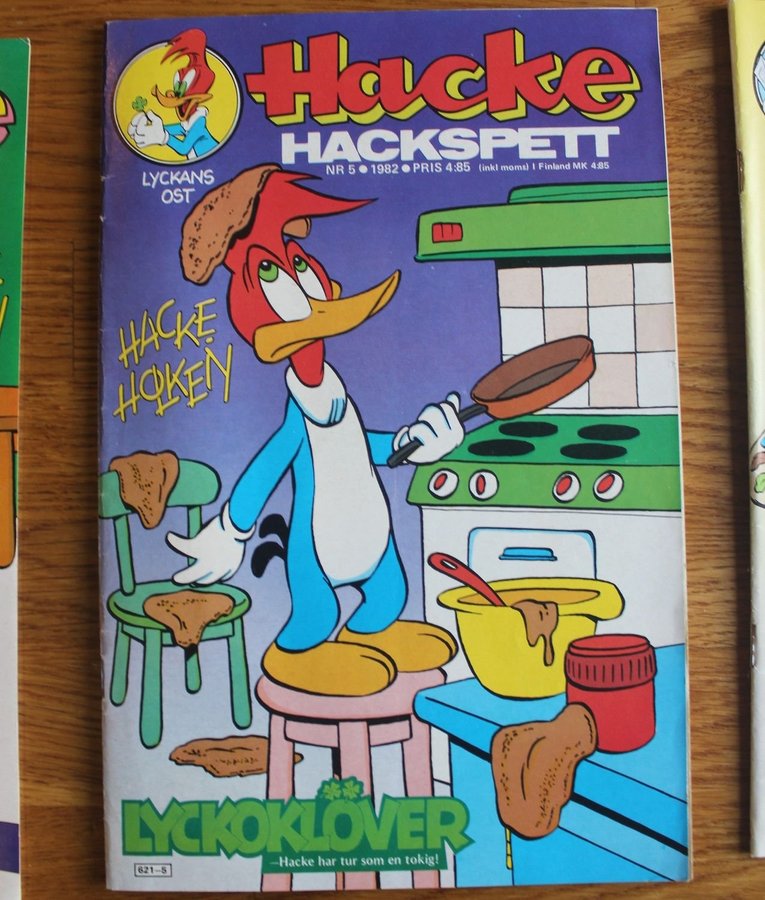 Hacke
HACKSPETT
NR 5 ● 1982 ● PRIS 4:85 (inkl moms) I Finland MK 4:85
LYCKANS
OST
HACKE
HOLKEN
LYCKOKLÖVER
—Hacke har tur som en tokig!
621-5